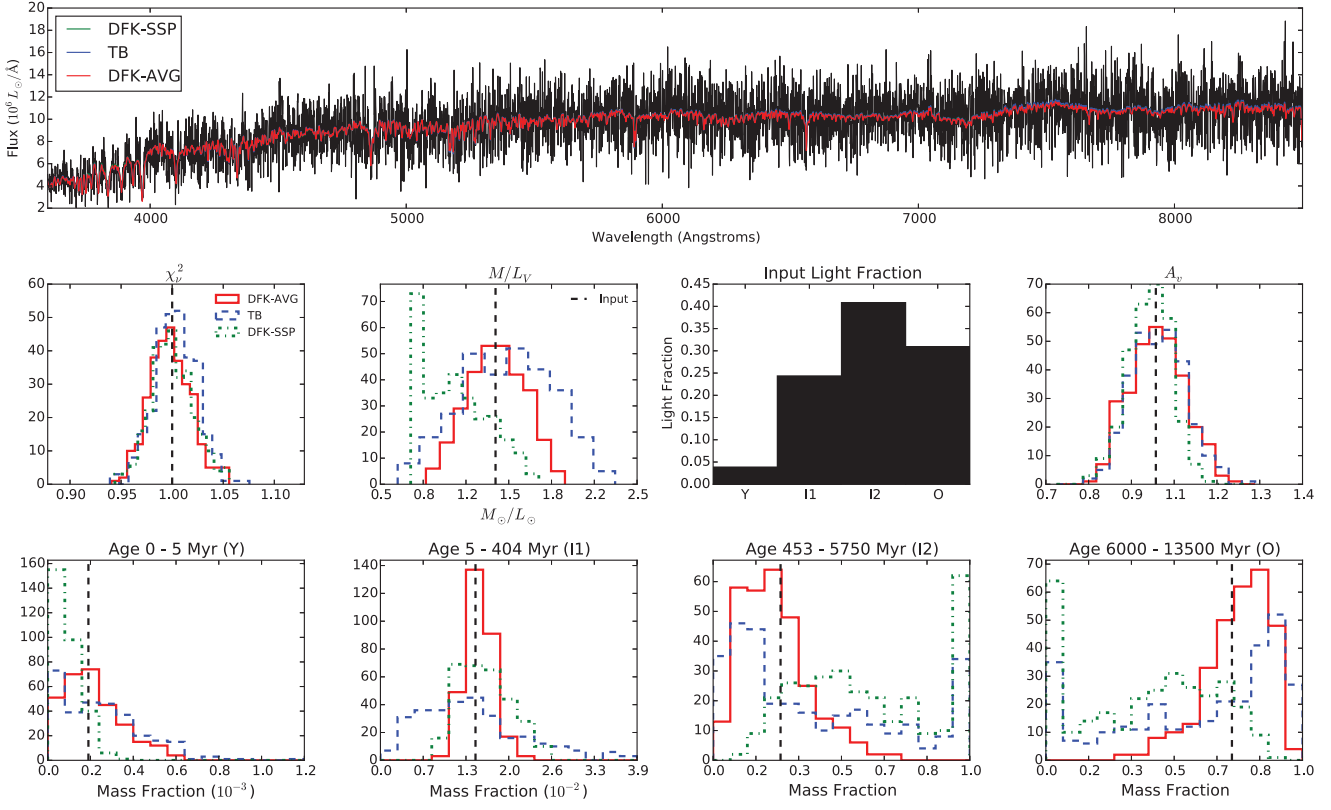 20
18
16
14
12
10
8
6
4
2
Flux (10⁶ L⊙/Å)
DFK-SSP
TB
DFK-AVG
4000 5000 6000 7000 8000
Wavelength (Angstroms)
χ²ᵥ
60
50
40
30
20
10
0
DFK-AVG
TB
DFK-SSP
0.90 0.95 1.00 1.05 1.10
M/L_V
70
60
50
40
30
20
10
0
Input
0.5 0.8 1.2 1.5 1.8 2.2 2.5
M⊙/L⊙
Input Light Fraction
0.45
0.40
0.35
0.30
0.25
0.20
0.15
0.10
0.05
0.00
Light Fraction
Y I1 I2 O
A_v
70
60
50
40
30
20
10
0
0.7 0.8 0.9 1.0 1.2 1.3 1.4
Age 0 - 5 Myr (Y)
160
140
120
100
80
60
40
20
0
0.0 0.2 0.4 0.6 0.8 1.0 1.2
Mass Fraction (10⁻³)
Age 5 - 404 Myr (I1)
140
120
100
80
60
40
20
0
0.0 0.7 1.3 2.0 2.6 3.3 3.9
Mass Fraction (10⁻²)
Age 453 - 5750 Myr (I2)
60
50
40
30
20
10
0
0.0 0.2 0.3 0.5 0.7 0.8 1.0
Mass Fraction
Age 6000 - 13500 Myr (O)
70
60
50
40
30
20
10
0
0.0 0.2 0.3 0.5 0.7 0.8 1.0
Mass Fraction